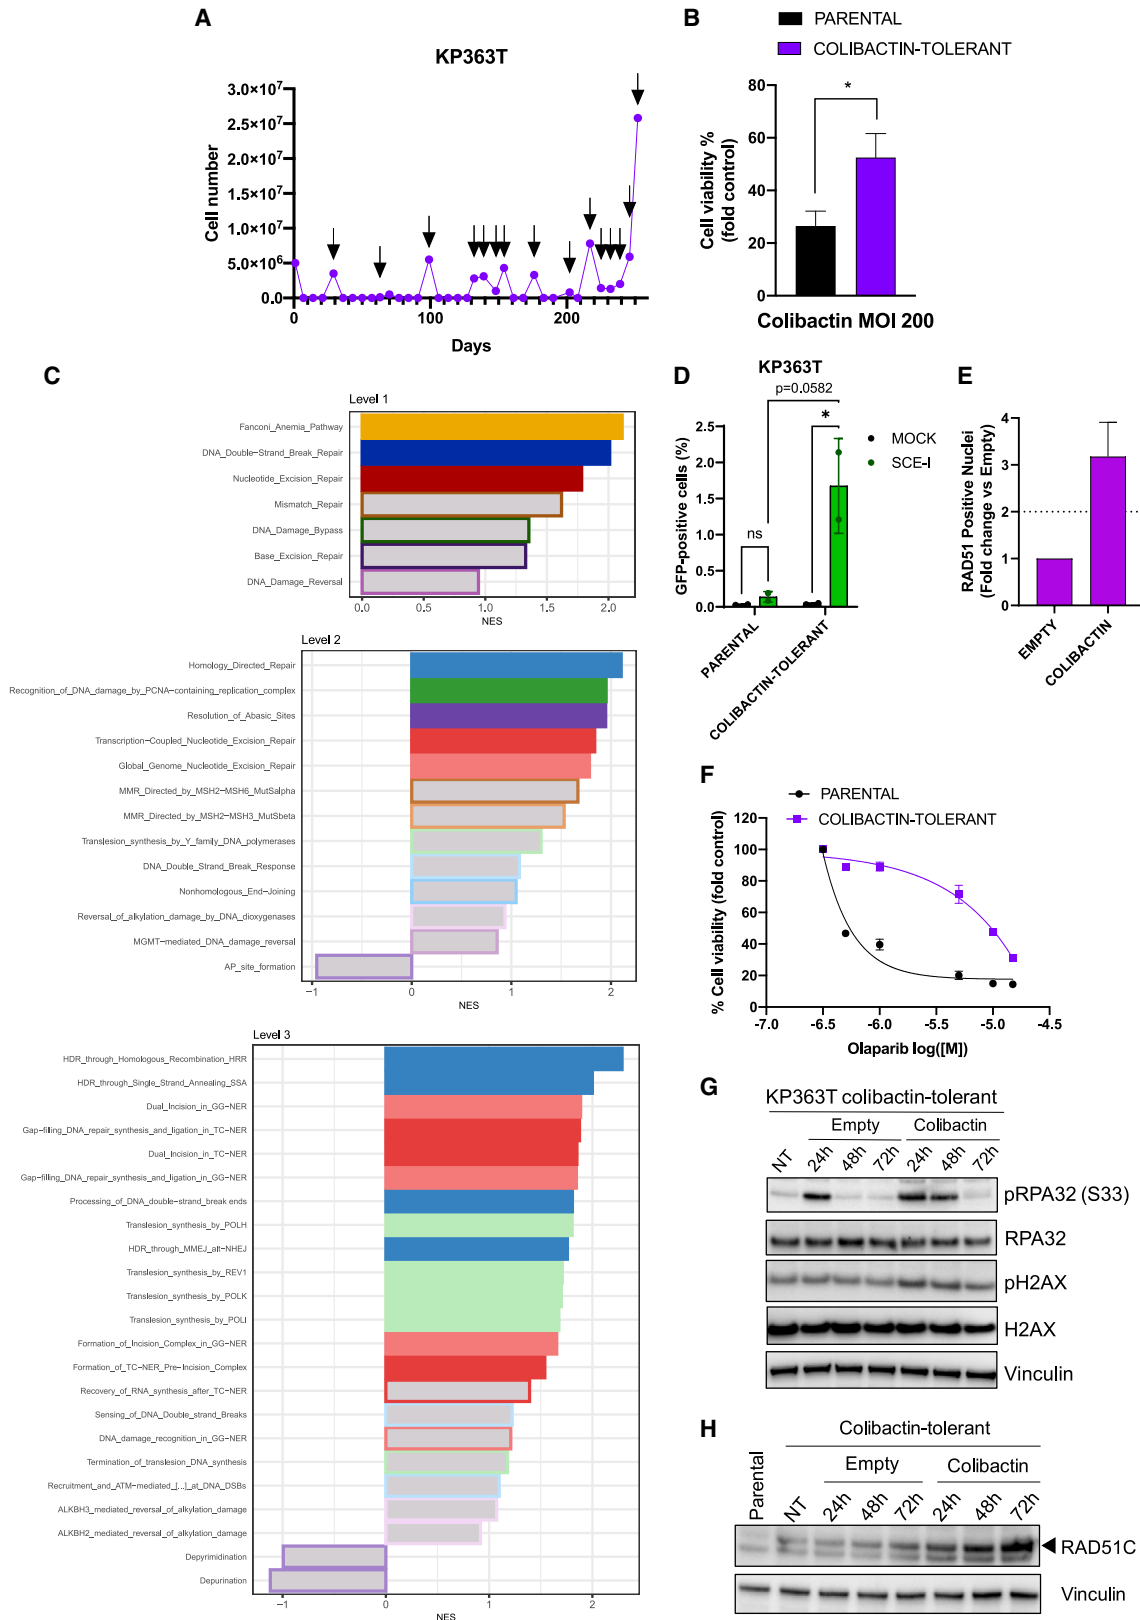 A
KP363T
Cell number
3.0×10⁷
2.5×10⁷
2.0×10⁷
1.5×10⁷
1.0×10⁷
5.0×10⁶
0.0
0 100 200
Days
B
PARENTAL
COLIBACTIN-TOLERANT
*
Cell viability %
(fold control)
80
60
40
20
0
Colibactin MOI 200
C
Level 1
Fanconi_Anemia_Pathway
DNA_Double-Strand_Break_Repair
Nucleotide_Excision_Repair
Mismatch_Repair
DNA_Damage_Bypass
Base_Excision_Repair
DNA_Damage_Reversal
0.0 0.5 1.0 1.5 2.0
NES
Level 2
Homology_Directed_Repair
Recognition_of_DNA_damage_by_PCNA-containing_replication_complex
Resolution_of_Abasic_Sites
Transcription-Coupled_Nucleotide_Excision_Repair
Global_Genome_Nucleotide_Excision_Repair
MMR_Directed_by_MSH2-MSH6_MutSalpha
MMR_Directed_by_MSH2-MSH3_MutSbeta
Translesion_synthesis_by_Y_family_DNA_polymerases
DNA_Double_Strand_Break_Response
Nonhomologous_End-Joining
Reversal_of_alkylation_damage_by_DNA_dioxygenases
MGMT-mediated_DNA_damage_reversal
AP_site_formation
-1 0 1 2
NES
Level 3
HDR_through_Homologous_Recombination_HRR
HDR_through_Single_Strand_Annealing_SSA
Dual_Incision_in_GG-NER
Gap-filling_DNA_repair_synthesis_and_ligation_in_TC-NER
Dual_Incision_in_TC-NER
Gap-filling_DNA_repair_synthesis_and_ligation_in_GG-NER
Processing_of_DNA_double-strand_break ends
Translesion_synthesis_by_POLH
HDR_through_MMEJ_alt-NHEJ
Translesion_synthesis_by_REV1
Translesion_synthesis_by_POLK
Translesion_synthesis_by_POLI
Formation_of_Incision_Complex_in_GG-NER
Formation_of_TC-NER_Pre-Incision_Complex
Recovery_of_RNA_synthesis_after_TC-NER
Sensing_of_DNA_Double_strand_Breaks
DNA_damage_recognition_in_GG-NER
Termination_of_translesion_DNA_synthesis
Recruitment_and_ATM-mediated_[...]_at_DNA_DSBs
ALKBH3_mediated_reversal_of_alkylation_damage
ALKBH2_mediated_reversal_of_alkylation_damage
Depyrimidination
Depurination
-1 0 1 2
NES
D
KP363T
p=0.0582
*
ns
MOCK
SCE-I
GFP-positive cells (%)
2.5
2.0
1.5
1.0
0.5
0.0
PARENTAL
COLIBACTIN-TOLERANT
E
RAD51 Positive Nuclei
(Fold change vs Empty)
4
3
2
1
0
EMPTY
COLIBACTIN
F
PARENTAL
COLIBACTIN-TOLERANT
% Cell viability (fold control)
120
100
80
60
40
20
0
-7.0 -6.5 -6.0 -5.5 -5.0 -4.5
Olaparib log([M])
G
KP363T colibactin-tolerant
Empty Colibactin
NT 24h 48h 72h 24h 48h 72h
pRPA32 (S33)
RPA32
pH2AX
H2AX
Vinculin
H
Colibactin-tolerant
Empty Colibactin
Parental NT 24h 48h 72h 24h 48h 72h
RAD51C
Vinculin